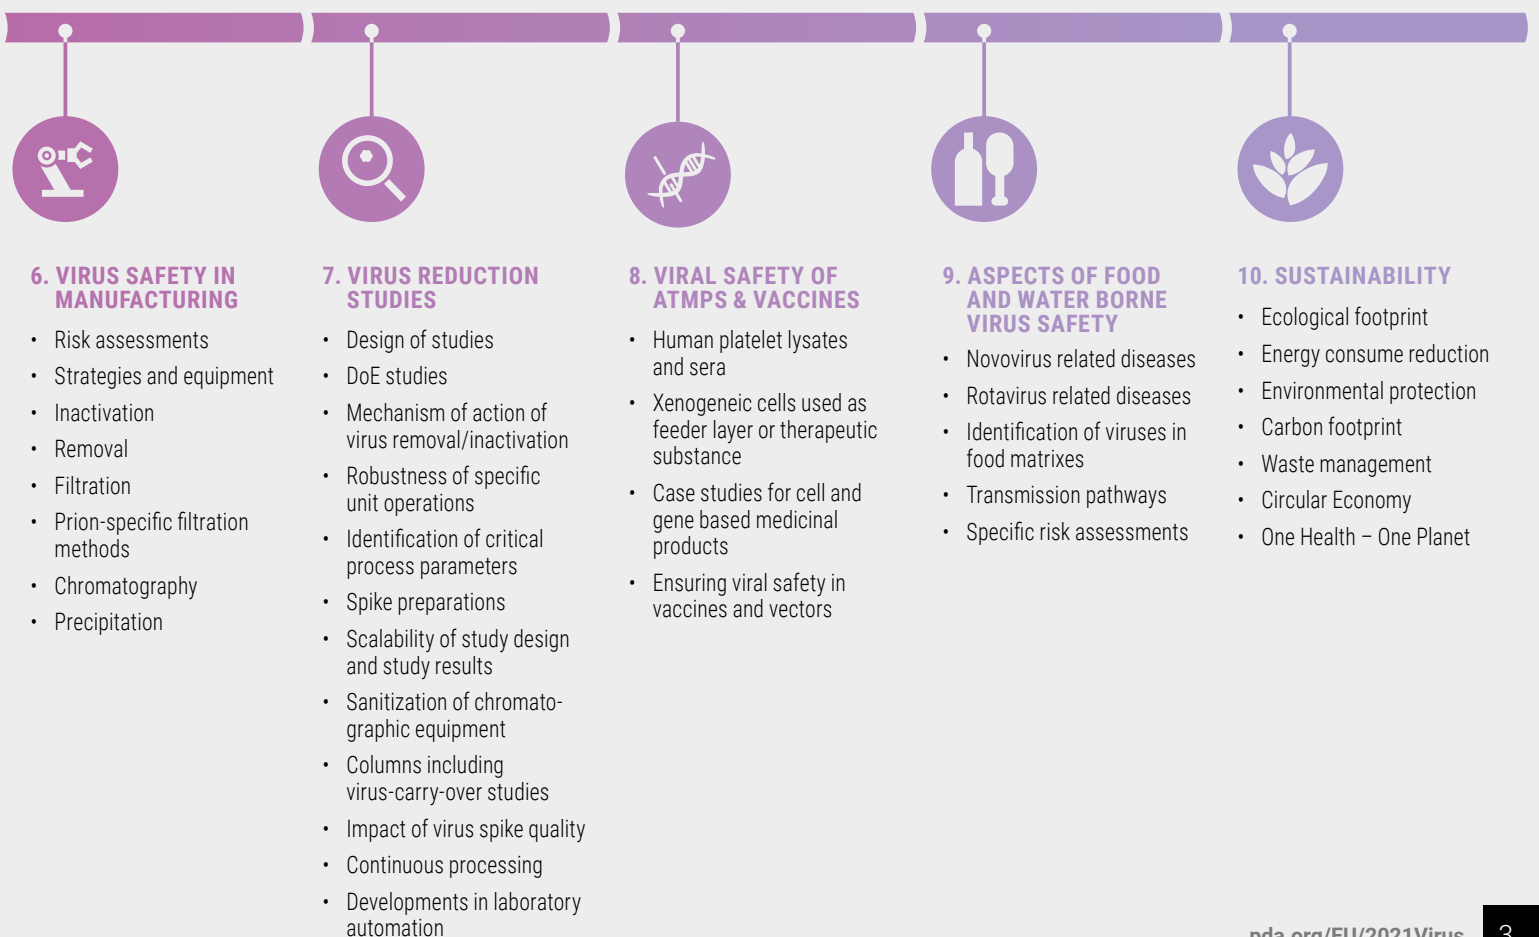 6. VIRUS SAFETY IN
MANUFACTURING
• Risk assessments
• Strategies and equipment
• Inactivation
• Removal
• Filtration
• Prion-specific filtration
methods
• Chromatography
• Precipitation
7. VIRUS REDUCTION
STUDIES
• Design of studies
• DoE studies
• Mechanism of action of
virus removal/inactivation
• Robustness of specific
unit operations
• Identification of critical
process parameters
• Spike preparations
• Scalability of study design
and study results
• Sanitization of chromato-
graphic equipment
• Columns including
virus-carry-over studies
• Impact of virus spike quality
• Continuous processing
• Developments in laboratory
automation
8. VIRAL SAFETY OF
ATMPS & VACCINES
• Human platelet lysates
and sera
• Xenogeneic cells used as
feeder layer or therapeutic
substance
• Case studies for cell and
gene based medicinal
products
• Ensuring viral safety in
vaccines and vectors
9. ASPECTS OF FOOD
AND WATER BORNE
VIRUS SAFETY
• Novovirus related diseases
• Rotavirus related diseases
• Identification of viruses in
food matrixes
• Transmission pathways
• Specific risk assessments
10. SUSTAINABILITY
• Ecological footprint
• Energy consume reduction
• Environmental protection
• Carbon footprint
• Waste management
• Circular Economy
• One Health – One Planet
pda.org/EU/2021Virus
3